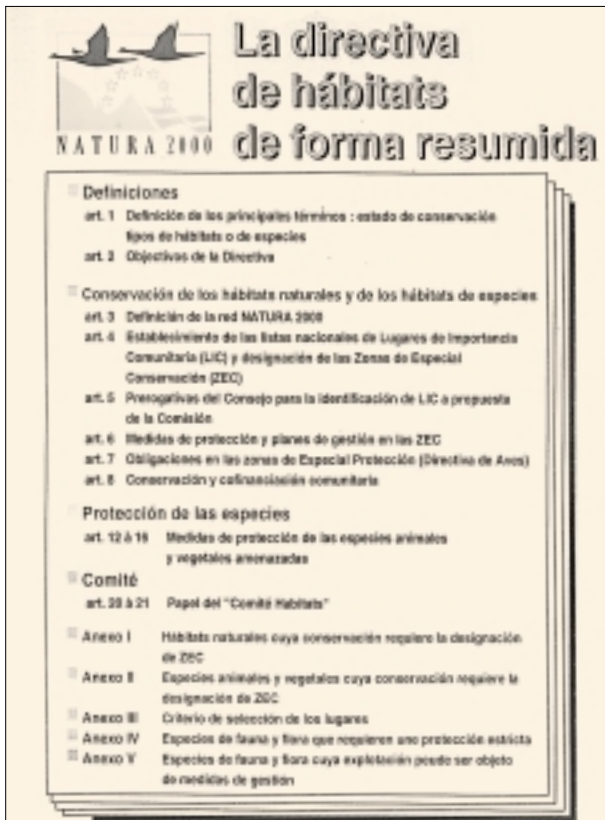 La directiva
de hábitats
de forma resumida
NATURA 2000
Definiciones
art. 1 Definición de los principales términos : estado de conservación
tipos de hábitats o de especies
art. 2 Objectivos de la Directiva
Conservación de los hábitats naturales y de los hábitats de especies
art. 3 Definición de la red NATURA 2000
art. 4 Establecimiento de las listas nacionales de Lugares de Importancia
Comunitaria (LIC) y designación de las Zonas de Especial
Conservación (ZEC)
art. 5 Prerogativas del Consejo para la identificación de LIC a propuesta
de la Comisión
art. 6 Medidas de protección y planes de gestión en las ZEC
art. 7 Obligaciones en las zonas de Especial Protección (Directiva de Aves)
art. 8 Conservación y cofinanciación comunitaria
Protección de las especies
art. 12 à 16 Medidas de protección de las especies animales
y vegetales amenazadas
Comité
art. 20 à 21 Papel del "Comité Habitats"
Anexo I Hábitats naturales cuya conservación requiere la designación
de ZEC
Anexo II Especies animales y vegetales cuya conservación requiere la
designación de ZEC
Anexo III Criterio de selección de los lugares
Anexo IV Especies de fauna y flora que requieren una protección estricta
Anexo V Especies de fauna y flora cuya explotación peude ser objeto
de medidas de gestión